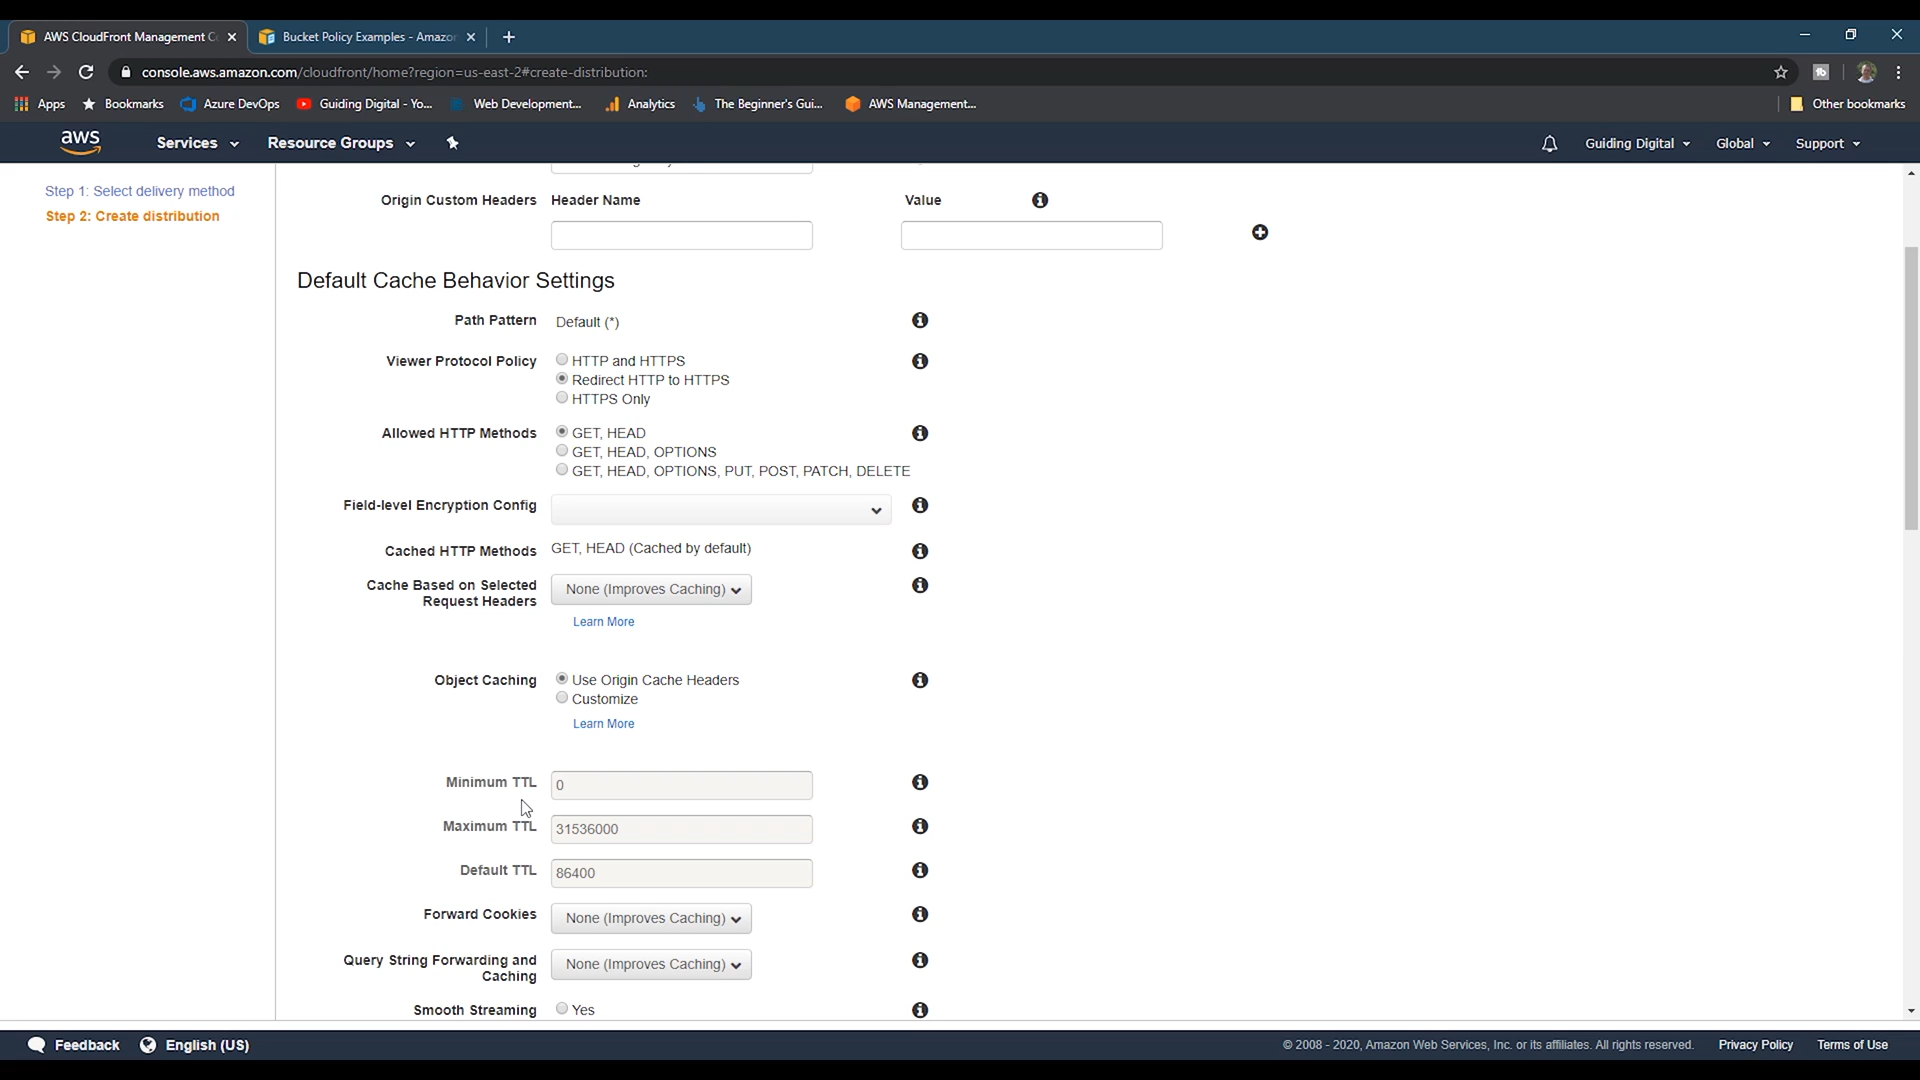 AWS CloudFront Management C
Bucket Policy Examples - Amazon
console.aws.amazon.com/cloudfront/home?region=us-east-2#create-distribution:
Apps
Bookmarks
Azure DevOps
Guiding Digital - Yo...
Web Development...
Analytics
The Beginner's Gui...
AWS Management...
Other bookmarks
aws
Services
Resource Groups
Guiding Digital
Global
Support
Step 1: Select delivery method
Step 2: Create distribution
Origin Custom Headers
Header Name
Value
Default Cache Behavior Settings
Path Pattern
Default (*)
Viewer Protocol Policy
HTTP and HTTPS
Redirect HTTP to HTTPS
HTTPS Only
Allowed HTTP Methods
GET, HEAD
GET, HEAD, OPTIONS
GET, HEAD, OPTIONS, PUT, POST, PATCH, DELETE
Field-level Encryption Config
Cached HTTP Methods
GET, HEAD (Cached by default)
Cache Based on Selected
Request Headers
None (Improves Caching)
Learn More
Object Caching
Use Origin Cache Headers
Customize
Learn More
Minimum TTL
0
Maximum TTL
31536000
Default TTL
86400
Forward Cookies
None (Improves Caching)
Query String Forwarding and
Caching
None (Improves Caching)
Smooth Streaming
Yes
Feedback
English (US)
© 2008 - 2020, Amazon Web Services, Inc. or its affiliates. All rights reserved.
Privacy Policy
Terms of Use